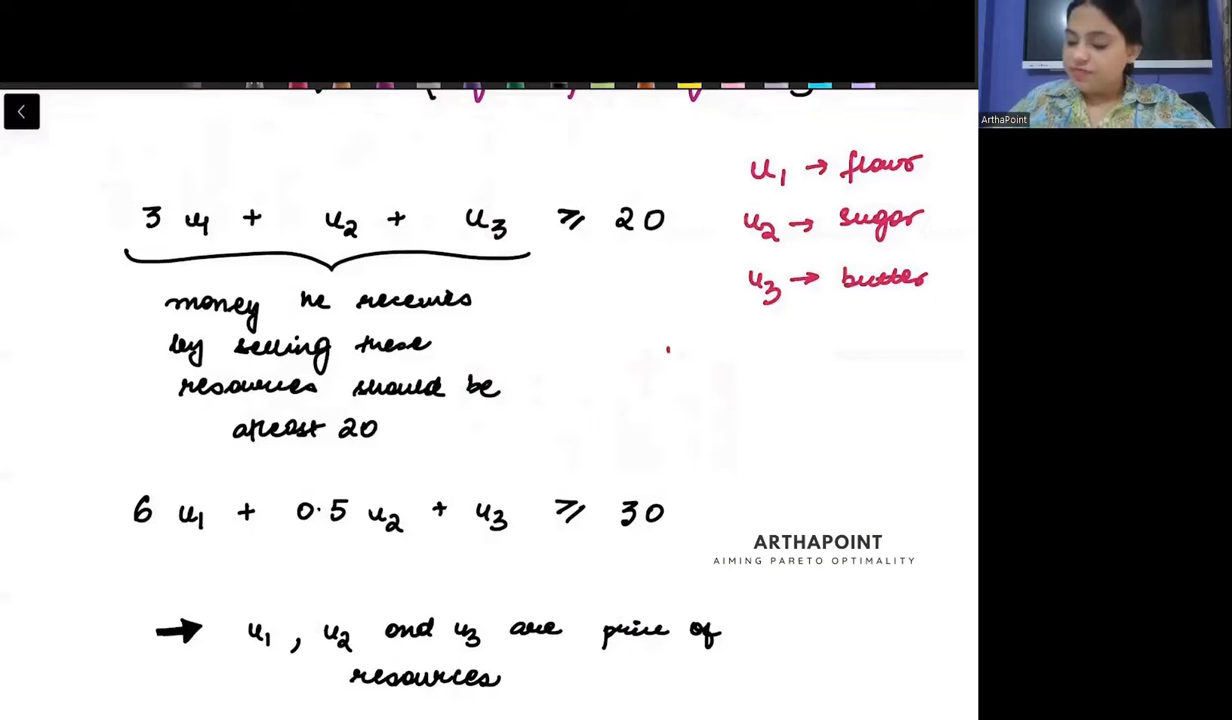 u1 → flour
3 u1 + u2 + u3 ≥ 20
u2 → sugar
u3 → butter
money he receives
by selling these
resources should be
atleast 20
6 u1 + 0.5 u2 + u3 ≥ 30
ARTHAPOINT
AIMING PARETO OPTIMALITY
→ u1, u2 and u3 are price of
resources
ArthaPoint